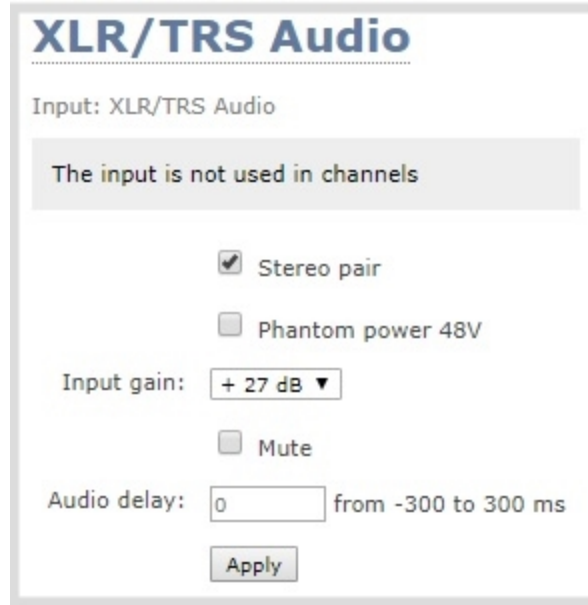 XLR/TRS Audio
Input: XLR/TRS Audio
The input is not used in channels
Stereo pair
Phantom power 48V
Input gain: + 27 dB ▼
Mute
Audio delay: 0 from -300 to 300 ms
Apply